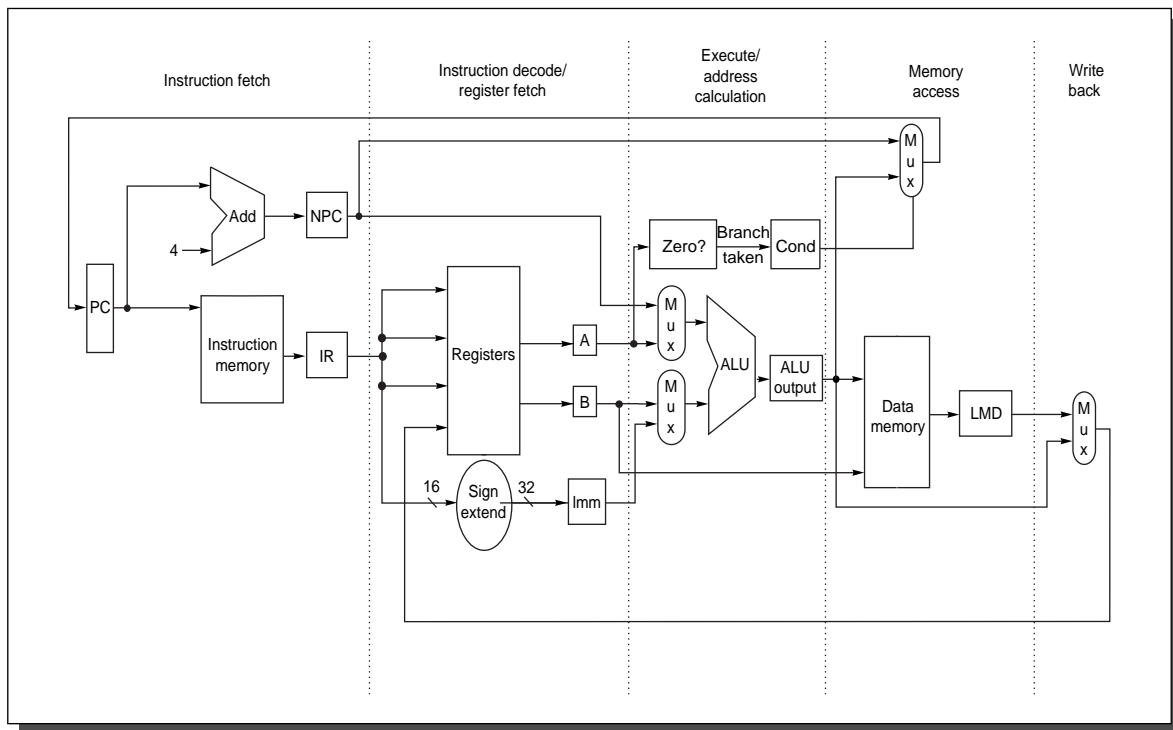 Instruction fetch
Instruction decode/
register fetch
Execute/
address
calculation
Memory
access
Write
back
M
u
x
Add
NPC
4
Zero?
Branch
taken
Cond
PC
Instruction
memory
IR
Registers
A
B
M
u
x
M
u
x
ALU
ALU
output
Data
memory
LMD
M
u
x
16
Sign
extend
32
Imm